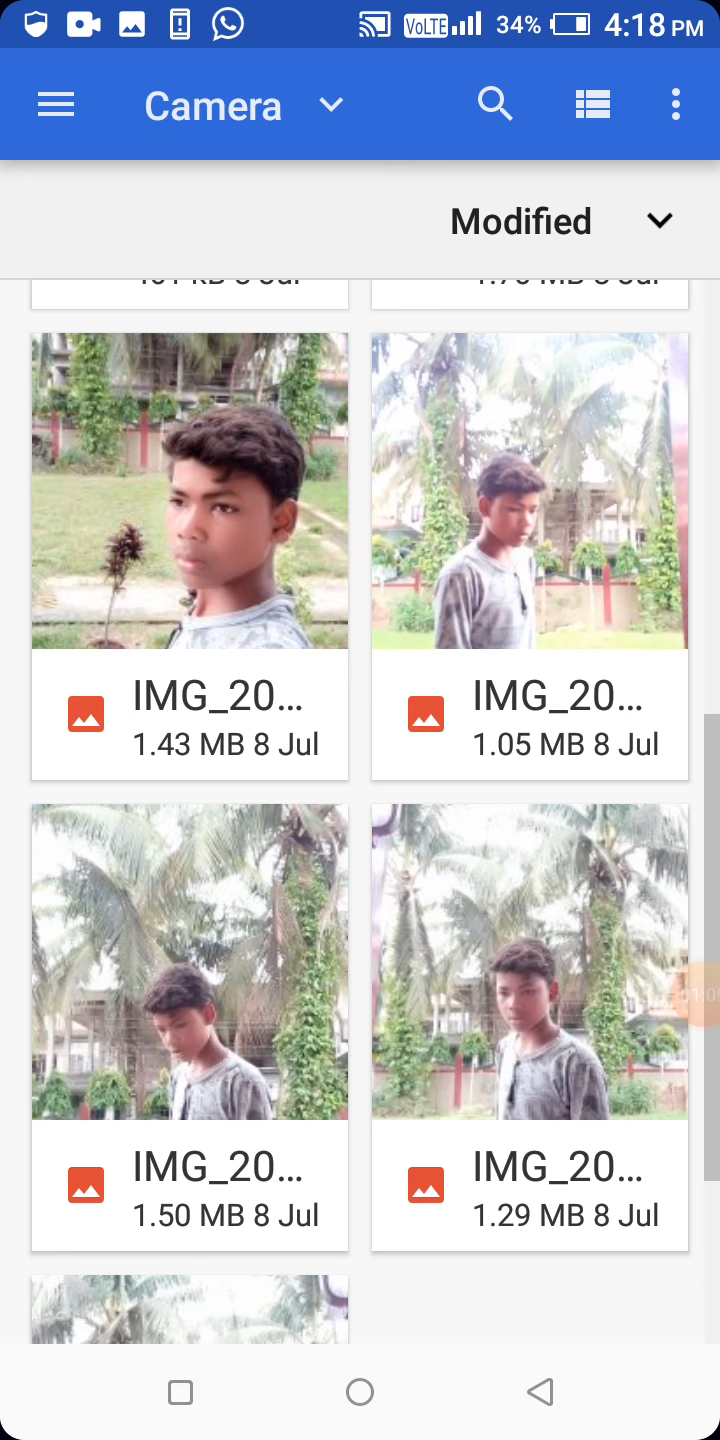 VoLTE 34% 4:18 PM
Camera
Modified
IMG_20...
1.43 MB 8 Jul
IMG_20...
1.05 MB 8 Jul
IMG_20...
1.50 MB 8 Jul
IMG_20...
1.29 MB 8 Jul